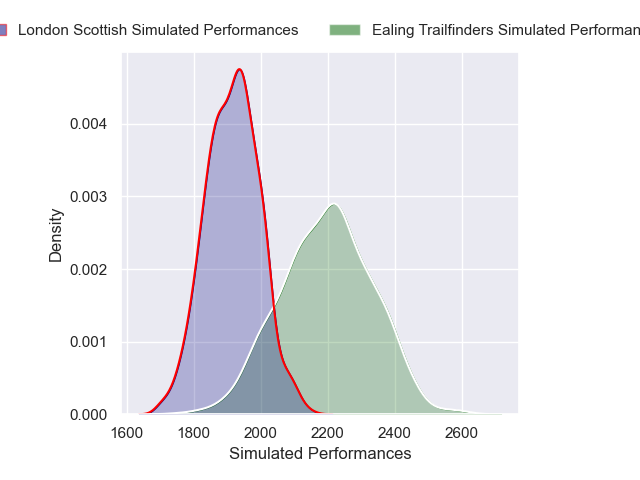 London Scottish Simulated Performances Ealing Trailfinders Simulated Performan
0.004
0.003
0.002
0.001
0.000
Density
1600 1800 2000 2200 2400 2600
Simulated Performances